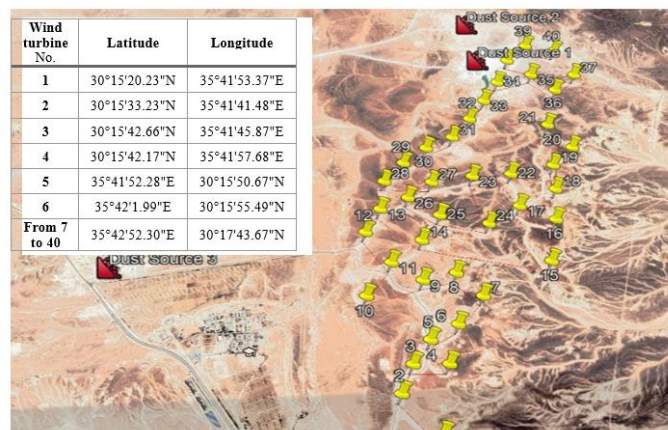 Wind turbine No. Latitude Longitude
1 30°15'20.23"N 35°41'53.37"E
2 30°15'33.23"N 35°41'41.48"E
3 30°15'42.66"N 35°41'45.87"E
4 30°15'42.17"N 35°41'57.68"E
5 35°41'52.28"E 30°15'50.67"N
6 35°42'1.99"E 30°15'55.49"N
From 7 to 40 35°42'52.30"E 30°17'43.67"N
Dust Source 2
39 40
Dust Source 1
34 35 37
36
32 33
21
31
20
29
30 19
28 27 23 22 18
26
12 13 25 24 17
16
14
15
Dust Source 3
11
9 8 7
10
6
5
3 4
2